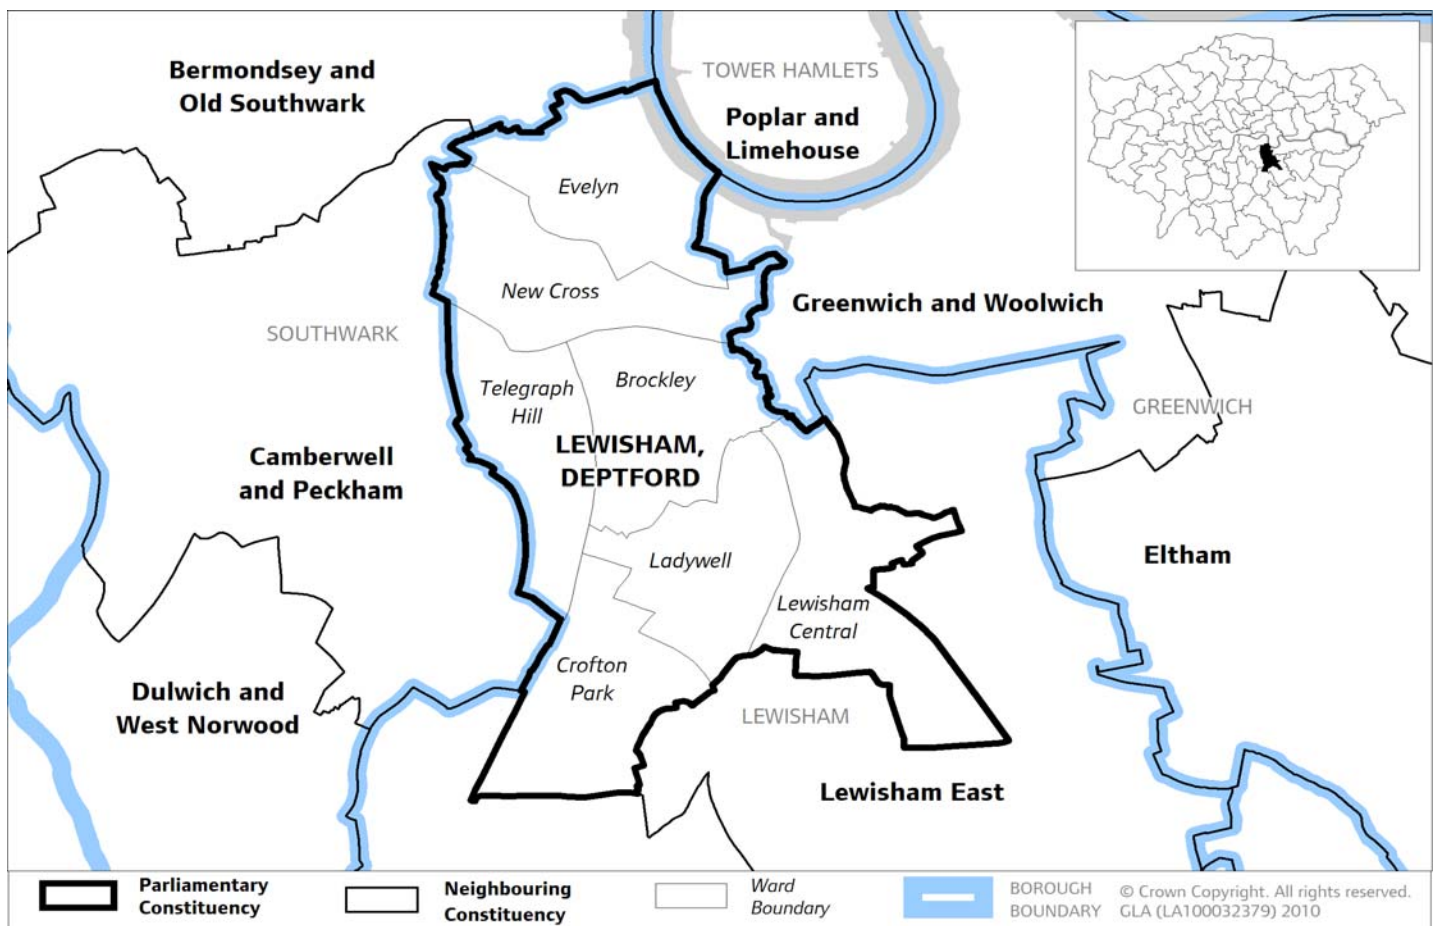 Bermondsey and
Old Southwark
TOWER HAMLETS
Poplar and
Limehouse
Evelyn
New Cross
Greenwich and Woolwich
SOUTHWARK
Telegraph
Hill
Brockley
GREENWICH
LEWISHAM,
DEPTFORD
Camberwell
and Peckham
Ladywell
Eltham
Lewisham
Central
Crofton
Park
Dulwich and
West Norwood
LEWISHAM
Lewisham East
Parliamentary
Constituency
Neighbouring
Constituency
Ward
Boundary
BOROUGH
BOUNDARY
© Crown Copyright. All rights reserved.
GLA (LA100032379) 2010